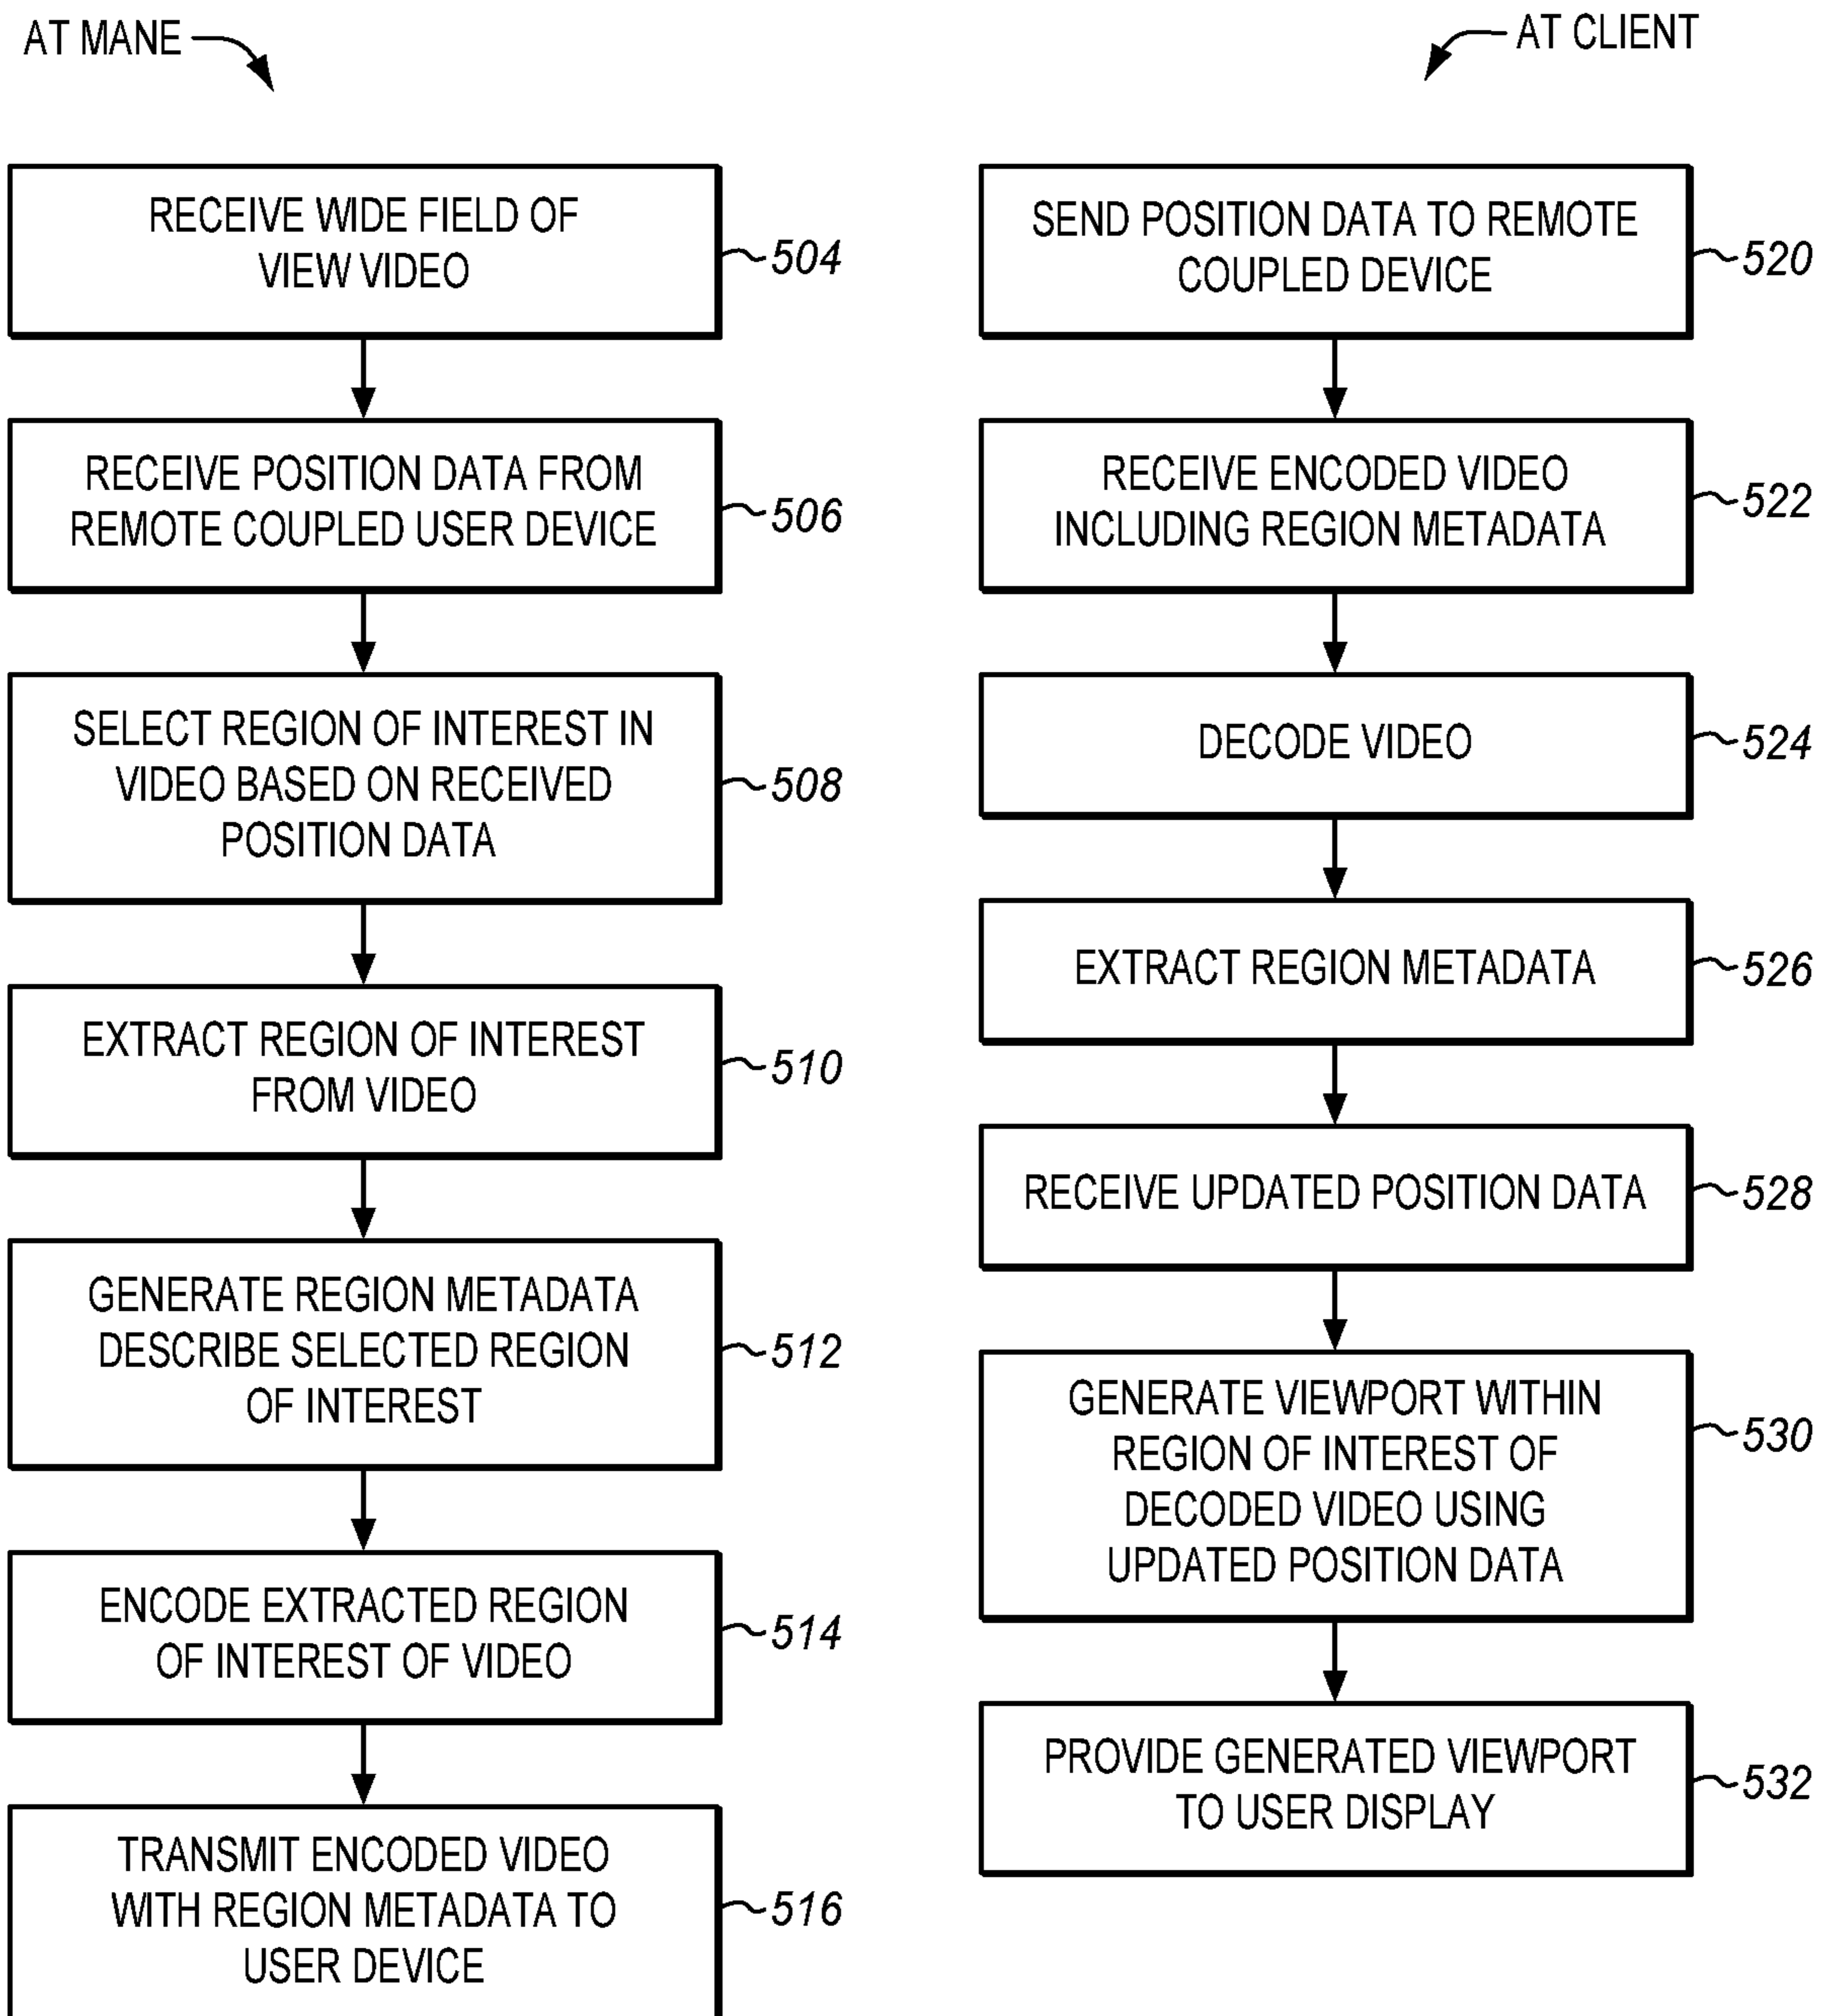 AT MANE
RECEIVE WIDE FIELD OF
VIEW VIDEO
504
RECEIVE POSITION DATA FROM
REMOTE COUPLED USER DEVICE
506
SELECT REGION OF INTEREST IN
VIDEO BASED ON RECEIVED
POSITION DATA
508
EXTRACT REGION OF INTEREST
FROM VIDEO
510
GENERATE REGION METADATA
DESCRIBE SELECTED REGION
OF INTEREST
512
ENCODE EXTRACTED REGION
OF INTEREST OF VIDEO
514
TRANSMIT ENCODED VIDEO
WITH REGION METADATA TO
USER DEVICE
516
AT CLIENT
SEND POSITION DATA TO REMOTE
COUPLED DEVICE
520
RECEIVE ENCODED VIDEO
INCLUDING REGION METADATA
522
DECODE VIDEO
524
EXTRACT REGION METADATA
526
RECEIVE UPDATED POSITION DATA
528
GENERATE VIEWPORT WITHIN
REGION OF INTEREST OF
DECODED VIDEO USING
UPDATED POSITION DATA
530
PROVIDE GENERATED VIEWPORT
TO USER DISPLAY
532